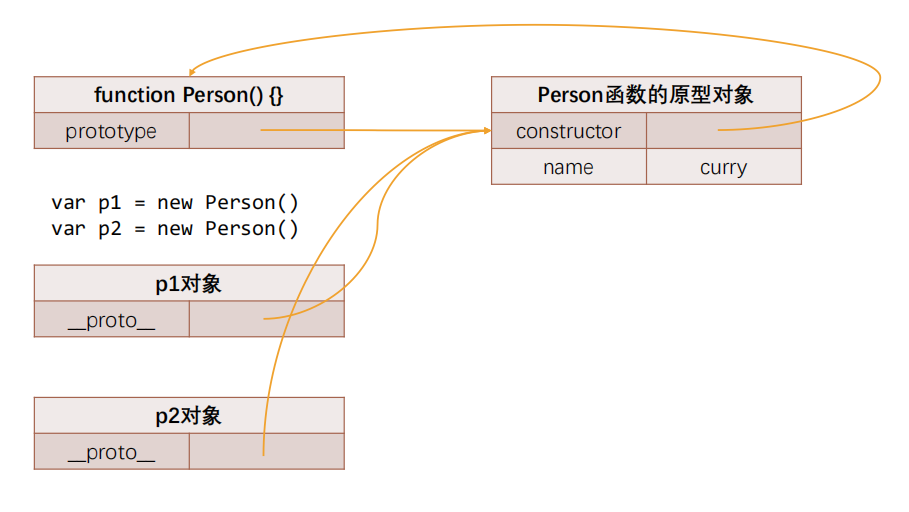 function Person() {}
prototype
Person函数的原型对象
constructor
name curry
var p1 = new Person()
var p2 = new Person()
p1对象
__proto__
p2对象
__proto__